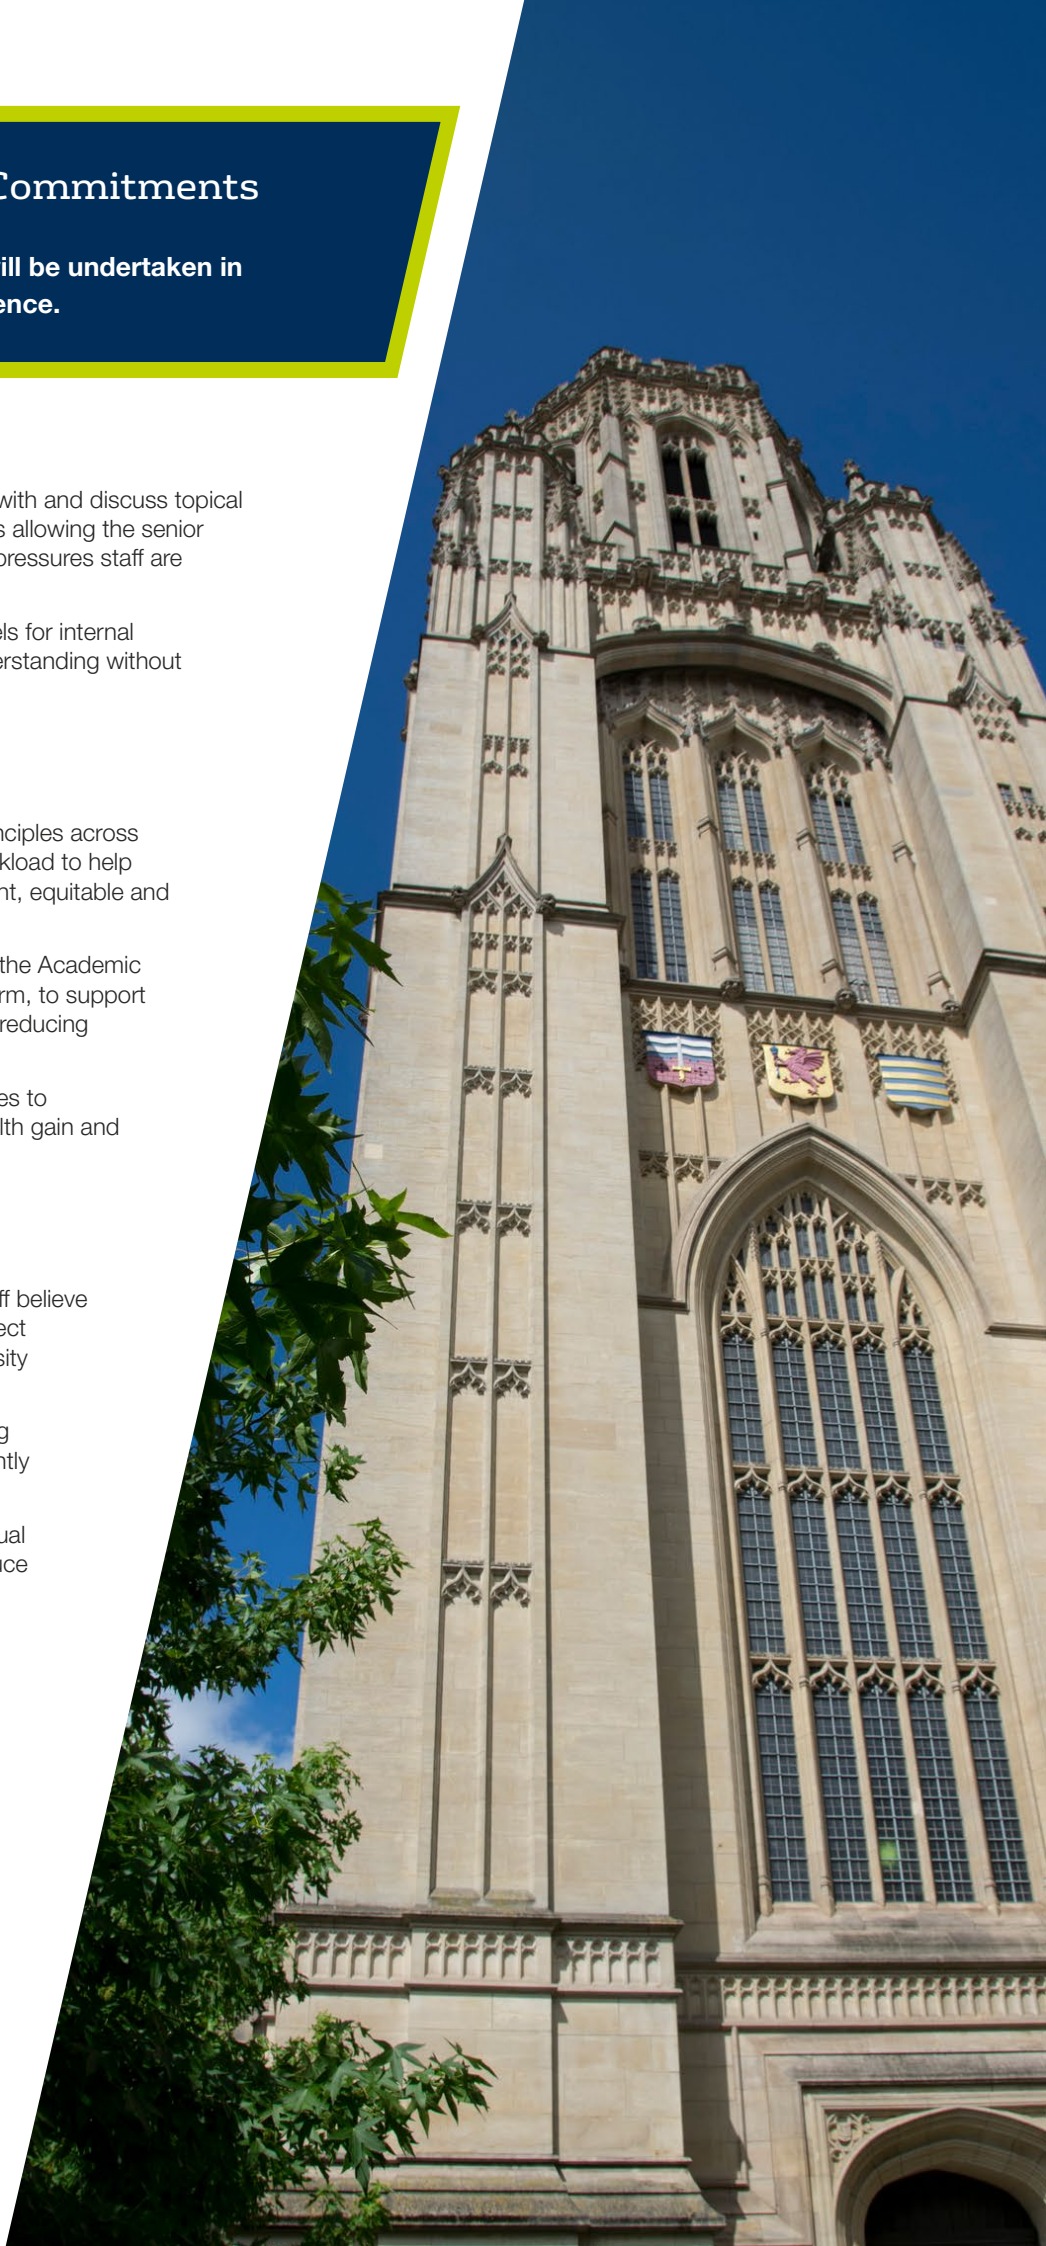 Commitments
ill be undertaken in
ence.
with and discuss topical
s allowing the senior
pressures staff are
els for internal
erstanding without
nciples across
kload to help
nt, equitable and
the Academic
rm, to support
reducing
es to
lth gain and
ff believe
ect
sity
g
ntly
ual
uce